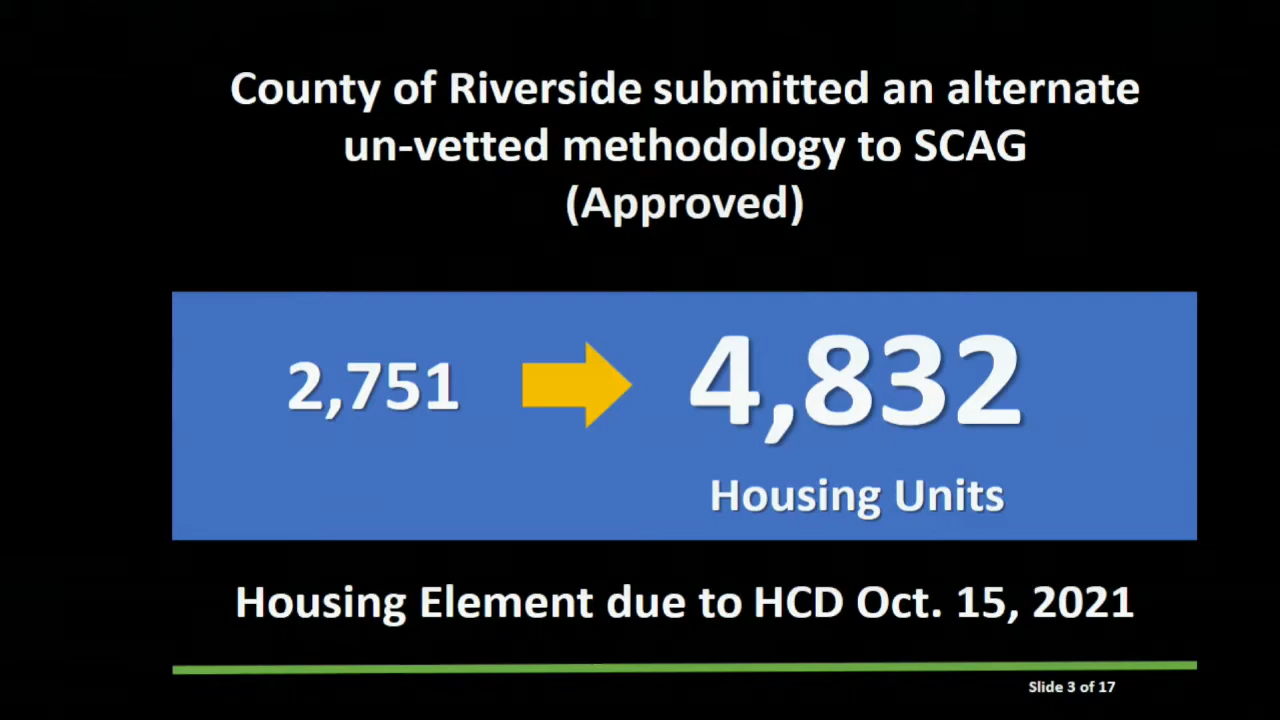 County of Riverside submitted an alternate
un-vetted methodology to SCAG
(Approved)
2,751
4,832
Housing Units
Housing Element due to HCD Oct. 15, 2021
Slide 3 of 17